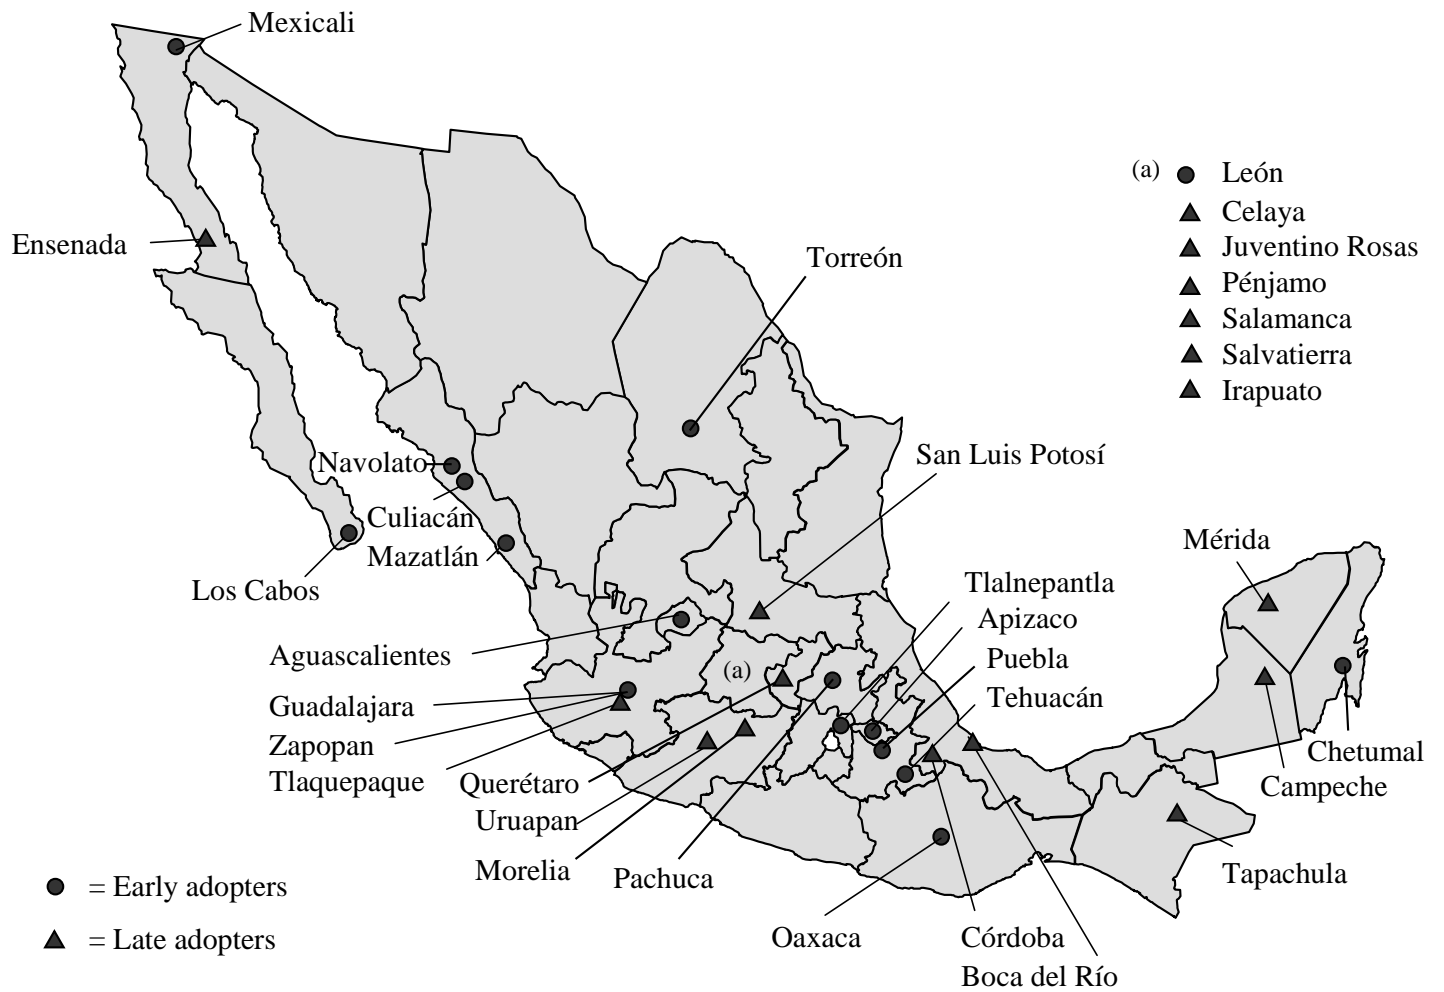 Mexicali
(a) León
Celaya
Ensenada
Juventino Rosas
Torreón
Pénjamo
Salamanca
Salvatierra
Irapuato
San Luis Potosí
Navolato
Culiacán
Mérida
Mazatlán
Tlalnepantla
Los Cabos
Apizaco
Aguascalientes
Puebla
(a)
Tehuacán
Guadalajara
Zapopan
Chetumal
Tlaquepaque
Querétaro
Campeche
Uruapan
Morelia
Pachuca
Tapachula
= Early adopters
Oaxaca
Córdoba
= Late adopters
Boca del Río